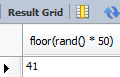 Result Grid
floor(rand() * 50)
41